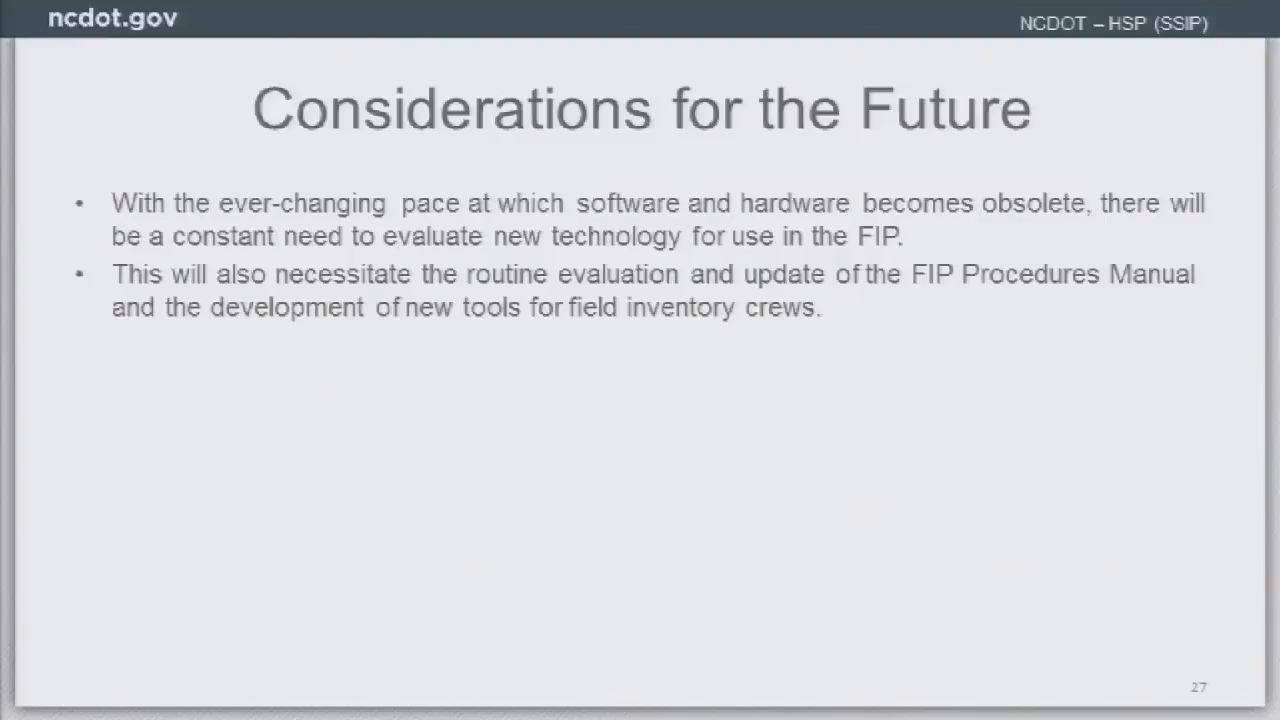 ncdot.gov
NCDOT – HSP (SSIP)
Considerations for the Future
• With the ever-changing pace at which software and hardware becomes obsolete, there will
be a constant need to evaluate new technology for use in the FIP.
• This will also necessitate the routine evaluation and update of the FIP Procedures Manual
and the development of new tools for field inventory crews.
27